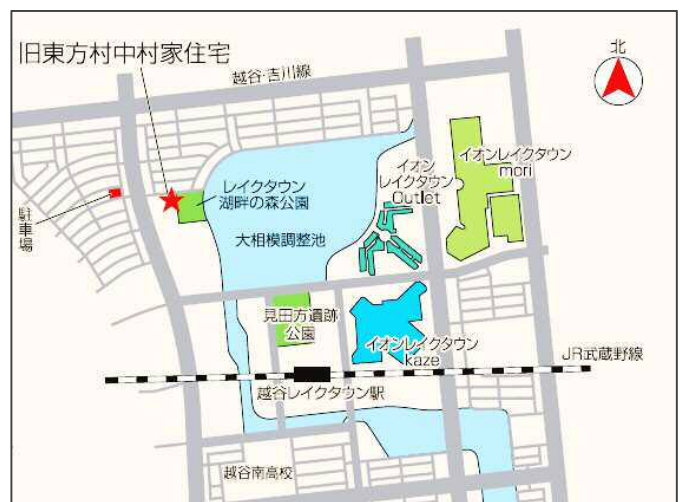 旧東方村中村家住宅
越谷・吉川線
北
イオンレイクタウン
mori
イオン
レイクタウン
Outlet
レイクタウン
湖畔の森公園
駐車場
大相模調整池
見田方遺跡
公園
イオンレイクタウン
kaze
JR武蔵野線
越谷レイクタウン駅
越谷南高校